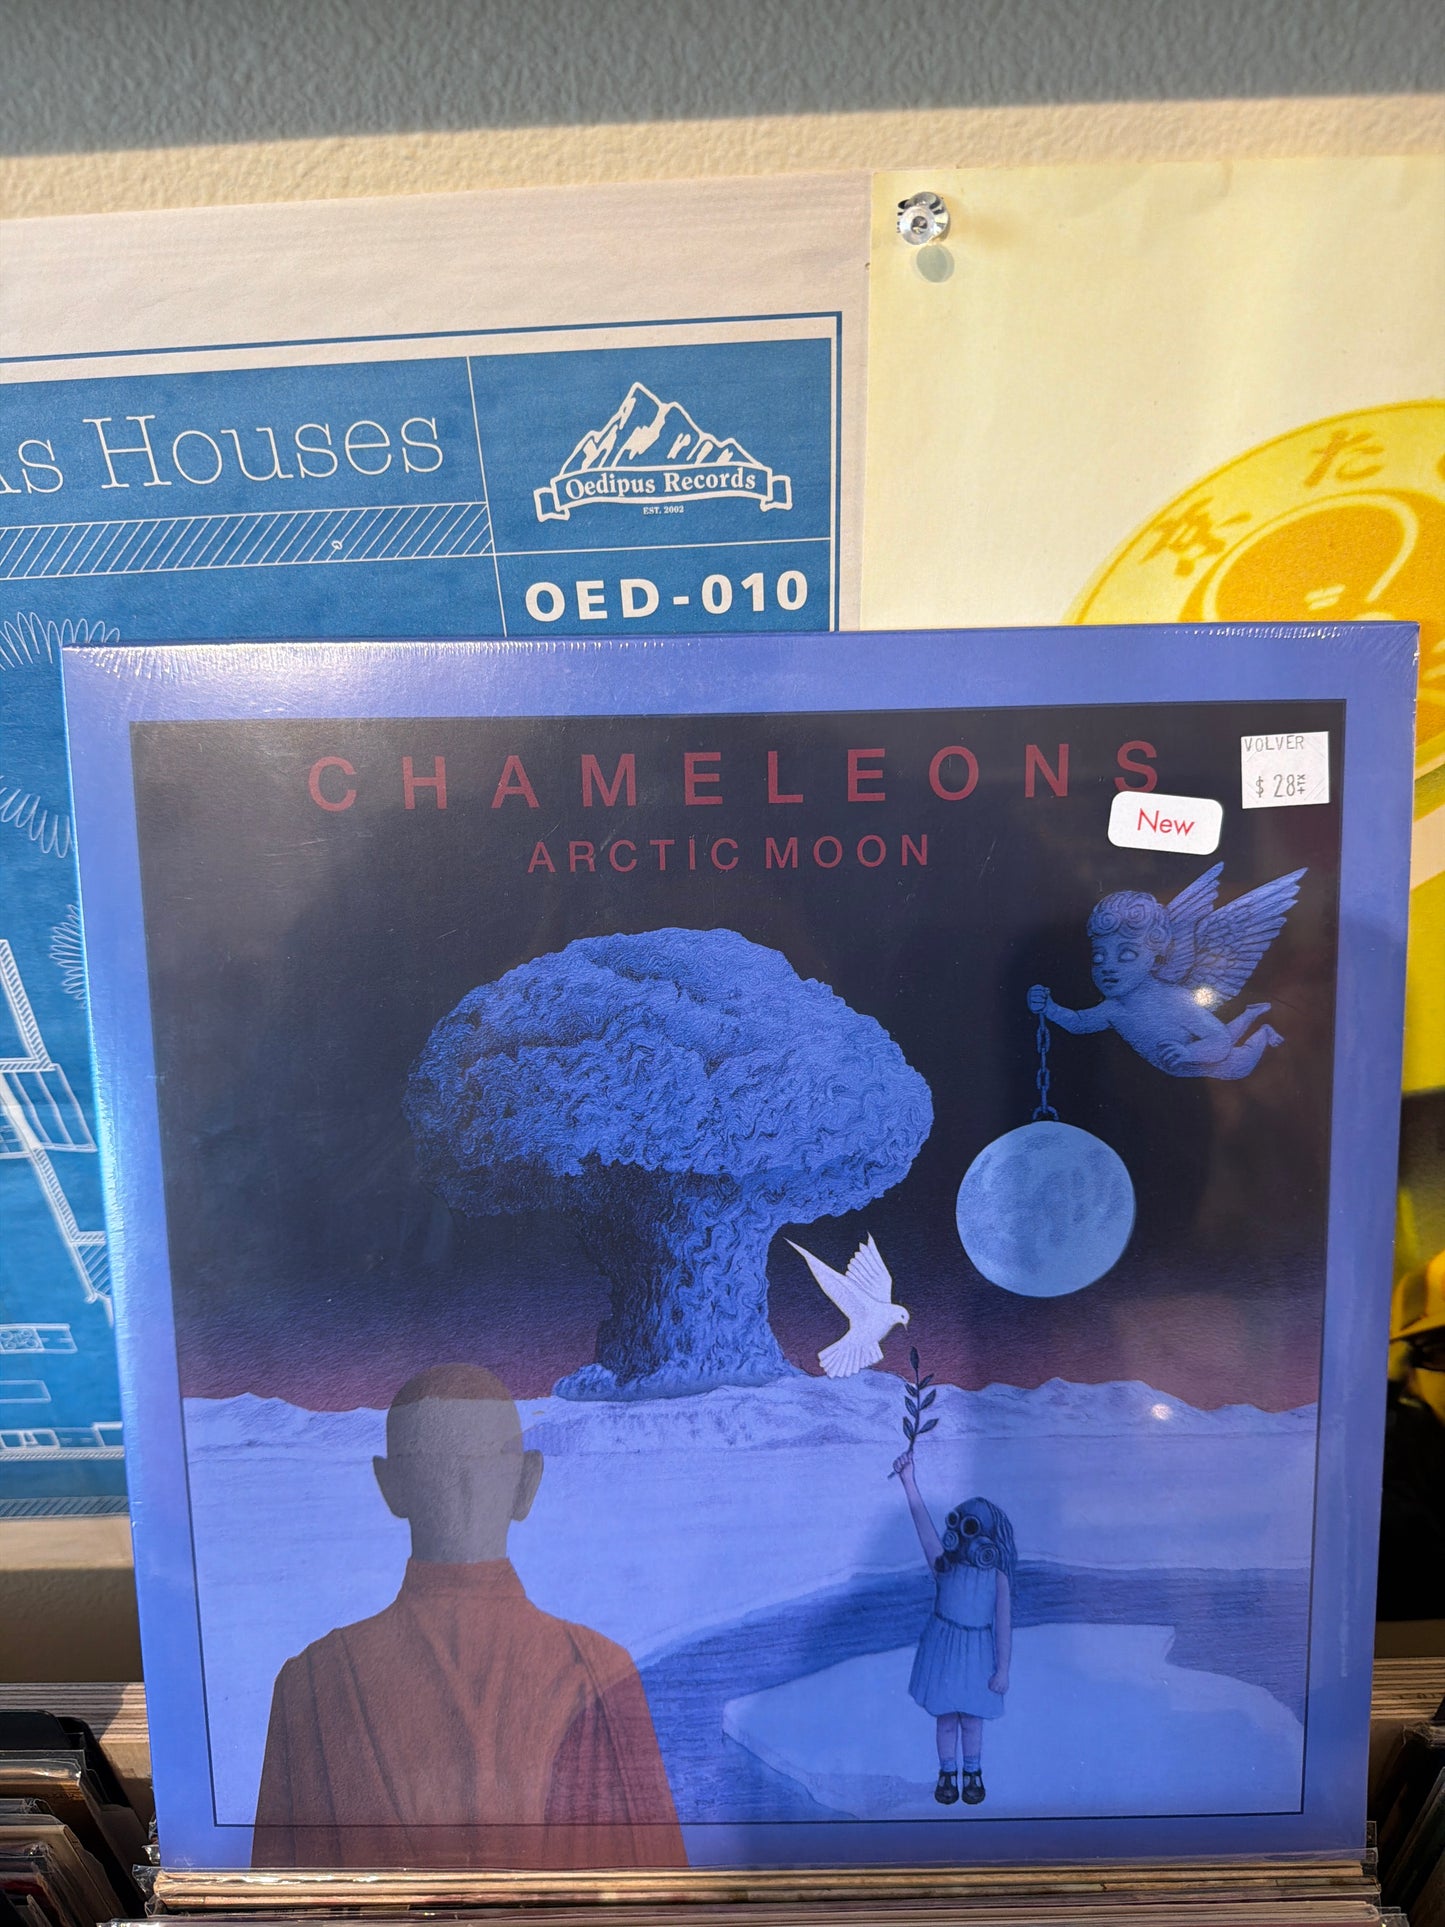 s Houses
Oedipus Records
EST. 2002
OED-010
CHAMELEONS
VOLVER
$ 28
New
ARCTIC MOON